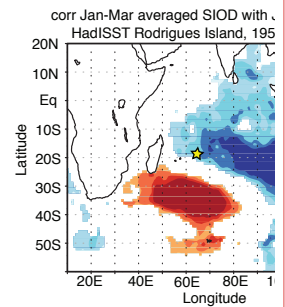 corr Jan-Mar averaged SIOD with
HadISST Rodrigues Island, 195
20N
10N
Eq
10S
20S
30S
40S
50S
Latitude
20E 40E 60E 80E
Longitude